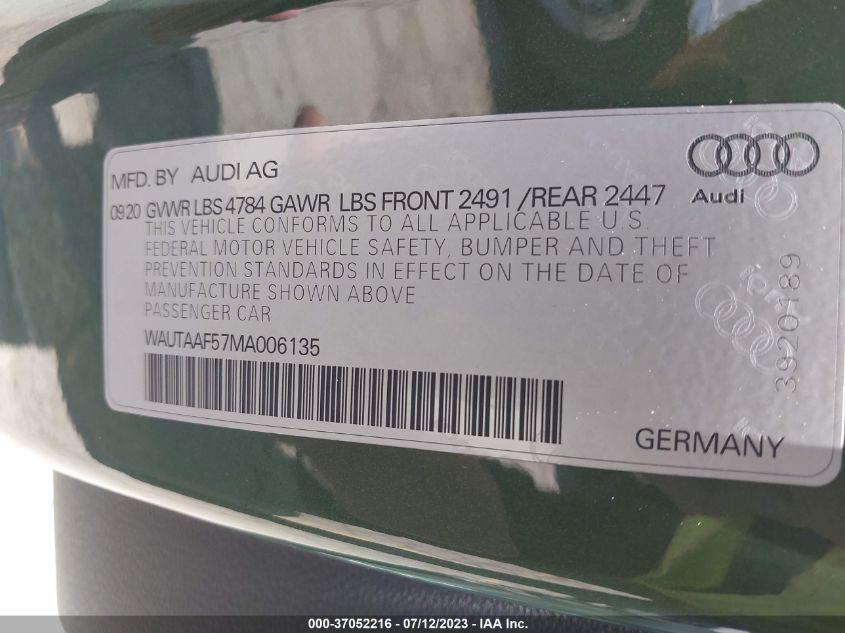 MFD. BY AUDI AG
0920 GVWR LBS 4784 GAWR LBS FRONT 2491 /REAR 2447
THIS VEHICLE CONFORMS TO ALL APPLICABLE U.S.
FEDERAL MOTOR VEHICLE SAFETY, BUMPER AND THEFT
PREVENTION STANDARDS IN EFFECT ON THE DATE OF
MANUFACTURE SHOWN ABOVE
PASSENGER CAR
WAUTAAF57MA006135
Audi
3920189
GERMANY
000-37052216 - 07/12/2023 - IAA Inc.